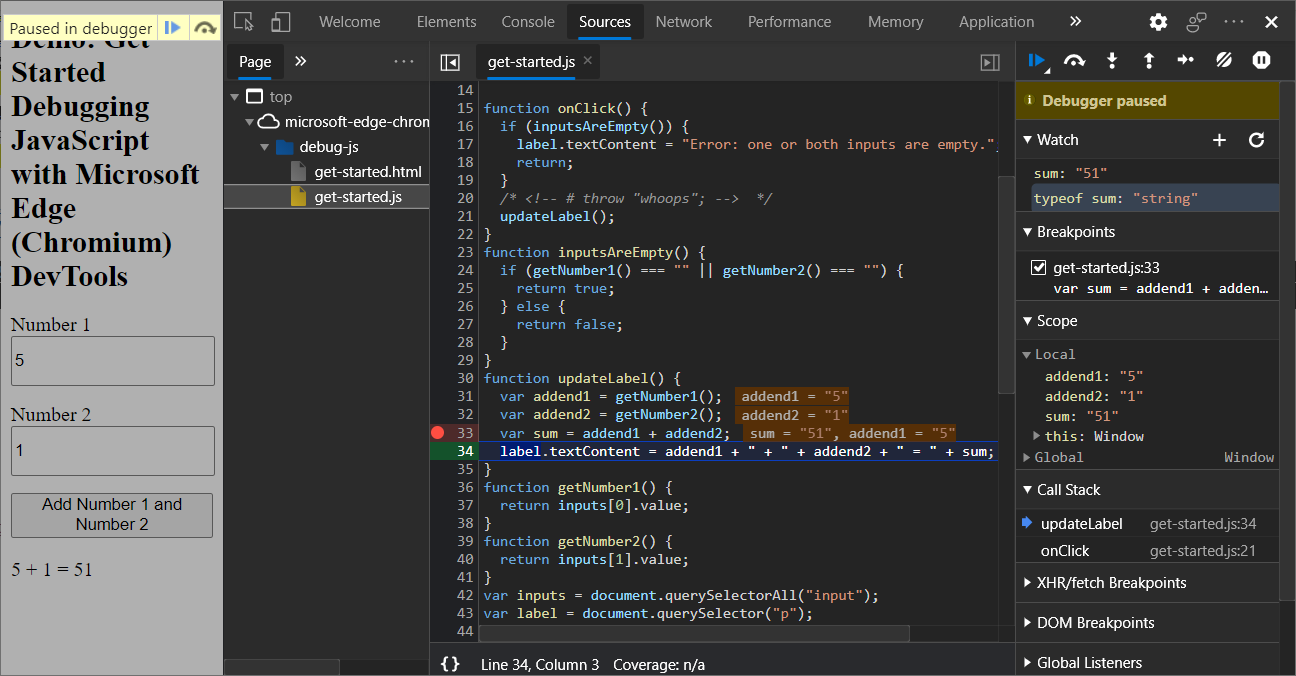 Paused in debugger
Demo: Get
Started
Debugging
JavaScript
with Microsoft
Edge
(Chromium)
DevTools
Number 1
5
Number 2
1
Add Number 1 and
Number 2
5 + 1 = 51
Welcome Elements Console Sources Network Performance Memory Application
Page
top
microsoft-edge-chrom
debug-js
get-started.html
get-started.js
get-started.js
14
15 function onClick() {
16 if (inputsAreEmpty()) {
17 label.textContent = "Error: one or both inputs are empty.";
18 return;
19 }
20 /* <!-- # throw "whoops"; --> */
21 updateLabel();
22 }
23 function inputsAreEmpty() {
24 if (getNumber1() === "" || getNumber2() === "") {
25 return true;
26 } else {
27 return false;
28 }
29 }
30 function updateLabel() {
31 var addend1 = getNumber1(); addend1 = "5"
32 var addend2 = getNumber2(); addend2 = "1"
33 var sum = addend1 + addend2; sum = "51", addend1 = "5"
34 label.textContent = addend1 + " + " + addend2 + " = " + sum;
35 }
36 function getNumber1() {
37 return inputs[0].value;
38 }
39 function getNumber2() {
40 return inputs[1].value;
41 }
42 var inputs = document.querySelectorAll("input");
43 var label = document.querySelector("p");
44
{} Line 34, Column 3 Coverage: n/a
Debugger paused
Watch
sum: "51"
typeof sum: "string"
Breakpoints
get-started.js:33
var sum = addend1 + adden…
Scope
Local
addend1: "5"
addend2: "1"
sum: "51"
this: Window
Global Window
Call Stack
updateLabel get-started.js:34
onClick get-started.js:21
XHR/fetch Breakpoints
DOM Breakpoints
Global Listeners